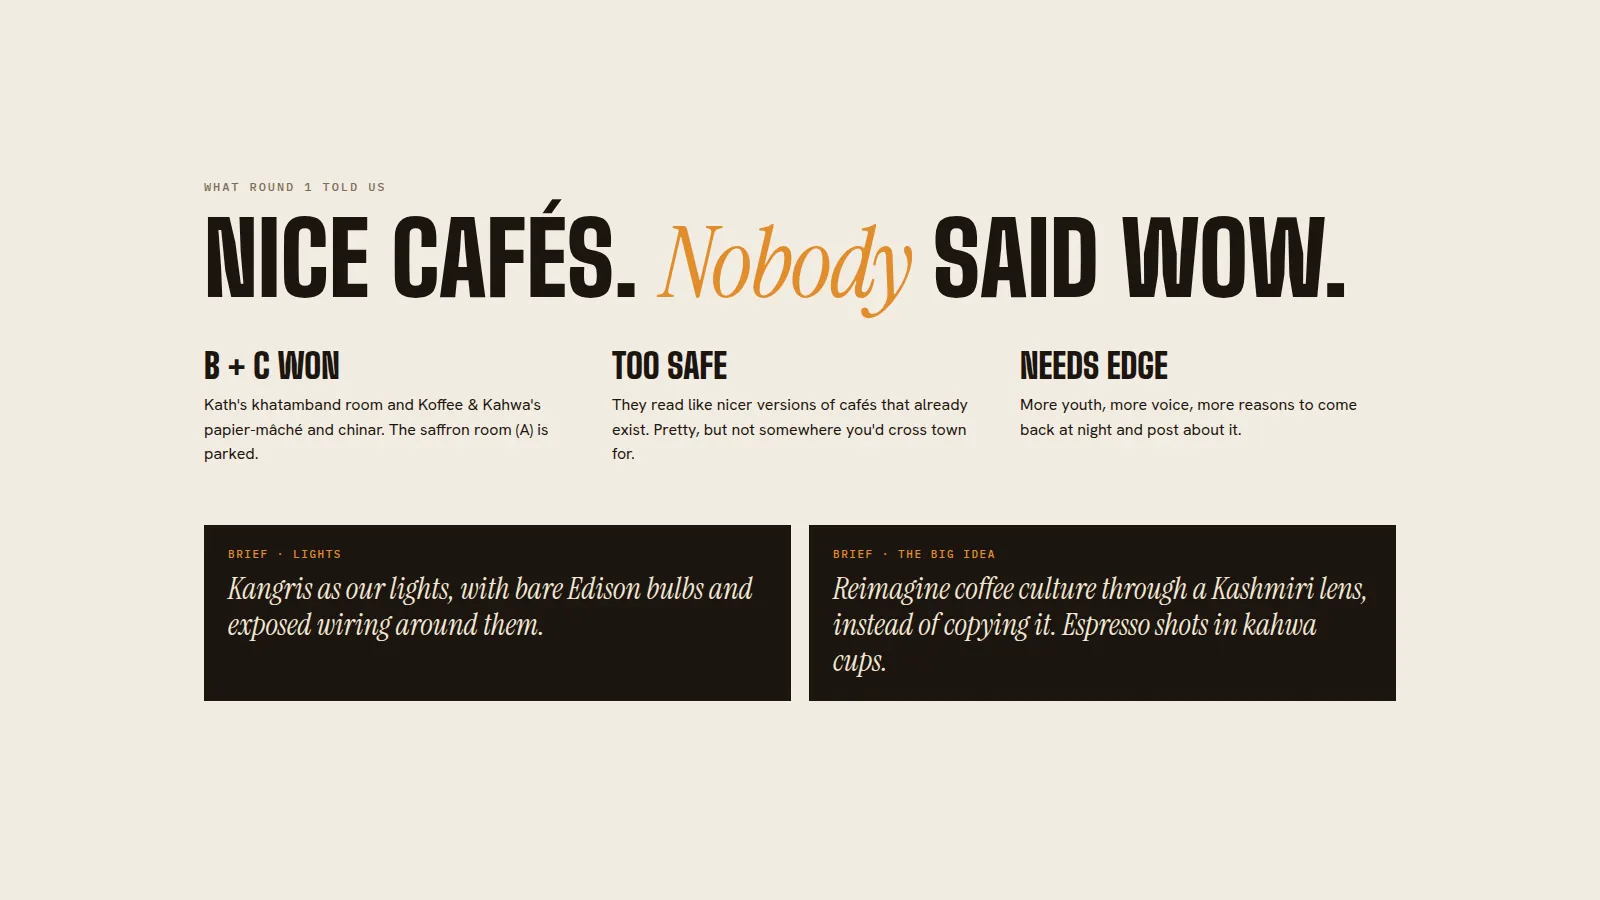 WHAT ROUND 1 TOLD US
NICE CAFÉS. Nobody SAID WOW.
B + C WON
Kath's khatamband room and Koffee & Kahwa's
papier-mâché and chinar. The saffron room (A) is
parked.
TOO SAFE
They read like nicer versions of cafés that already
exist. Pretty, but not somewhere you'd cross town
for.
NEEDS EDGE
More youth, more voice, more reasons to come
back at night and post about it.
BRIEF · LIGHTS
Kangris as our lights, with bare Edison bulbs and
exposed wiring around them.
BRIEF · THE BIG IDEA
Reimagine coffee culture through a Kashmiri lens,
instead of copying it. Espresso shots in kahwa
cups.